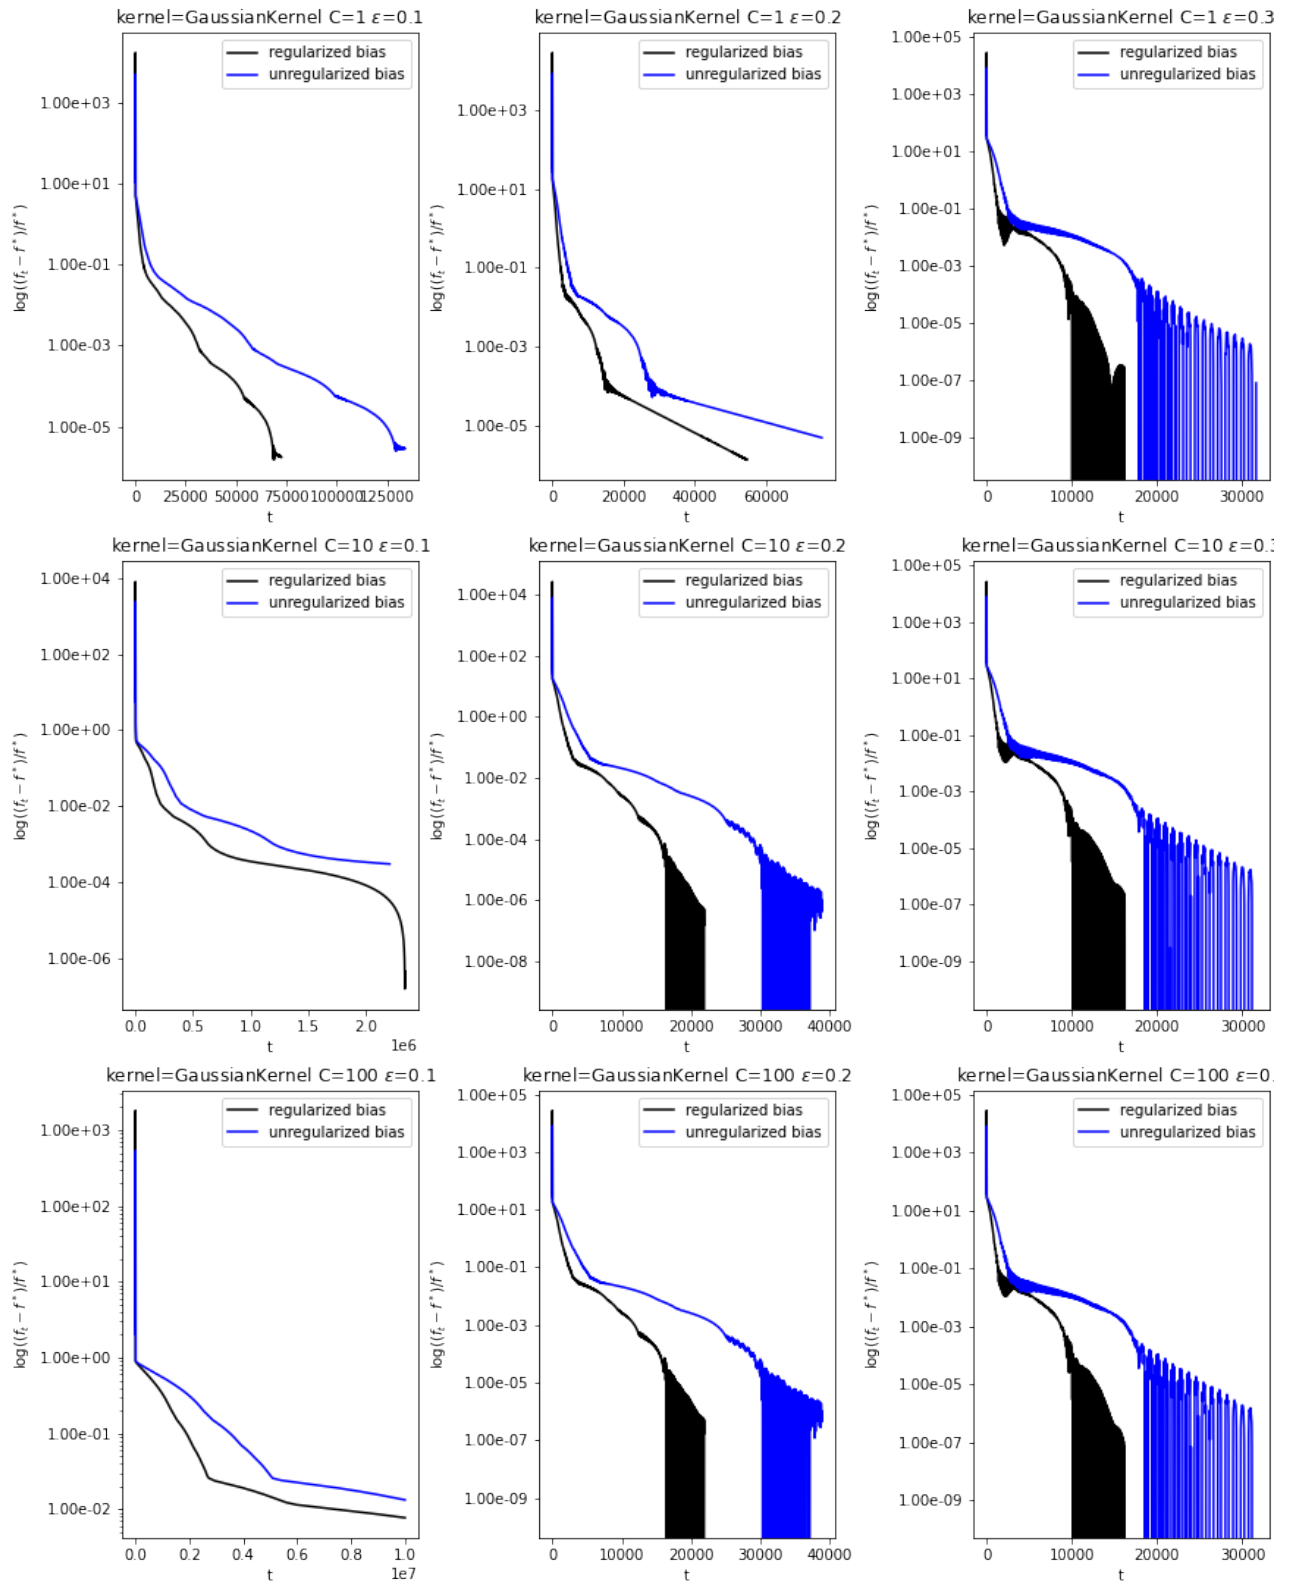 kernel=GaussianKernel C=1 ε=0.1
regularized bias
unregularized bias
1.00e+03
1.00e+01
1.00e-01
1.00e-03
1.00e-05
log((f_t − f*)/f*)
0 25000 50000 75000 100000 125000
t
kernel=GaussianKernel C=1 ε=0.2
regularized bias
unregularized bias
1.00e+03
1.00e+01
1.00e-01
1.00e-03
1.00e-05
log((f_t − f*)/f*)
0 20000 40000 60000
t
kernel=GaussianKernel C=1 ε=0.3
regularized bias
unregularized bias
1.00e+05
1.00e+03
1.00e+01
1.00e-01
1.00e-03
1.00e-05
1.00e-07
1.00e-09
log((f_t − f*)/f*)
0 10000 20000 30000
t
kernel=GaussianKernel C=10 ε=0.1
regularized bias
unregularized bias
1.00e+04
1.00e+02
1.00e+00
1.00e-02
1.00e-04
1.00e-06
log((f_t − f*)/f*)
0.0 0.5 1.0 1.5 2.0
1e6
t
kernel=GaussianKernel C=10 ε=0.2
regularized bias
unregularized bias
1.00e+04
1.00e+02
1.00e+00
1.00e-02
1.00e-04
1.00e-06
1.00e-08
log((f_t − f*)/f*)
0 10000 20000 30000 40000
t
kernel=GaussianKernel C=10 ε=0.3
regularized bias
unregularized bias
1.00e+05
1.00e+03
1.00e+01
1.00e-01
1.00e-03
1.00e-05
1.00e-07
1.00e-09
log((f_t − f*)/f*)
0 10000 20000 30000
t
kernel=GaussianKernel C=100 ε=0.1
regularized bias
unregularized bias
1.00e+03
1.00e+02
1.00e+01
1.00e+00
1.00e-01
1.00e-02
log((f_t − f*)/f*)
0.0 0.2 0.4 0.6 0.8 1.0
1e7
t
kernel=GaussianKernel C=100 ε=0.2
regularized bias
unregularized bias
1.00e+05
1.00e+03
1.00e+01
1.00e-01
1.00e-03
1.00e-05
1.00e-07
1.00e-09
log((f_t − f*)/f*)
0 10000 20000 30000 40000
t
kernel=GaussianKernel C=100 ε=0.
regularized bias
unregularized bias
1.00e+05
1.00e+03
1.00e+01
1.00e-01
1.00e-03
1.00e-05
1.00e-07
1.00e-09
log((f_t − f*)/f*)
0 10000 20000 30000
t